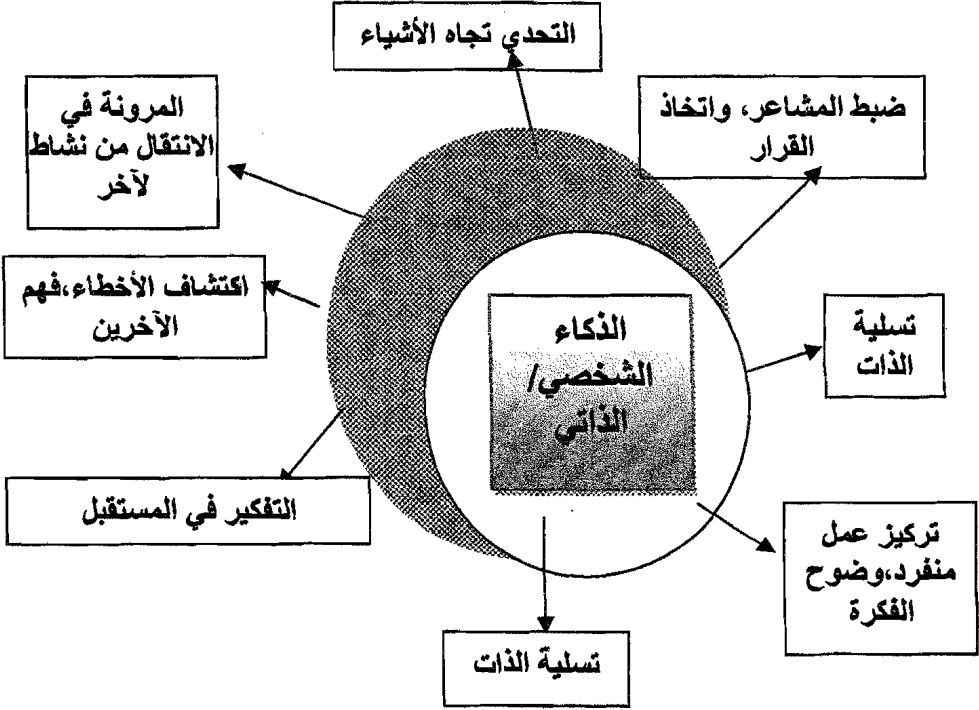 التحدي تجاه الأشياء
ضبط المشاعر، واتخاذ
القرار
المرونة في
الانتقال من نشاط
لآخر
اكتشاف الأخطاء،فهم
الآخرين
تسلية
الذات
الذكاء
الشخصي/
الذاتي
التفكير في المستقبل
تركيز عمل
منفرد،وضوح
الفكرة
تسلية الذات